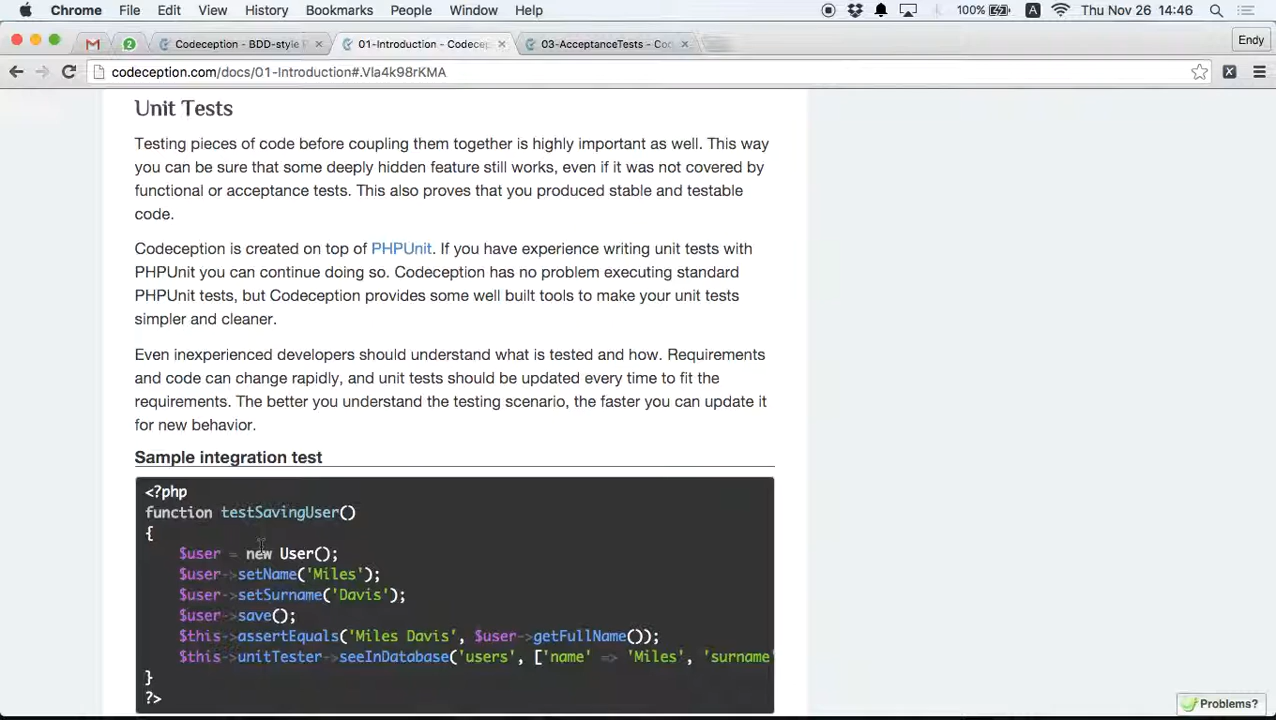 Chrome File Edit View History Bookmarks People Window Help 100% A Thu Nov 26 14:46
2 Codeception - BDD-style × 01-Introduction - Codecep × 03-AcceptanceTests - Co × Endy
codeception.com/docs/01-Introduction#.Vla4k98rKMA X
Unit Tests
Testing pieces of code before coupling them together is highly important as well. This way
you can be sure that some deeply hidden feature still works, even if it was not covered by
functional or acceptance tests. This also proves that you produced stable and testable
code.
Codeception is created on top of PHPUnit. If you have experience writing unit tests with
PHPUnit you can continue doing so. Codeception has no problem executing standard
PHPUnit tests, but Codeception provides some well built tools to make your unit tests
simpler and cleaner.
Even inexperienced developers should understand what is tested and how. Requirements
and code can change rapidly, and unit tests should be updated every time to fit the
requirements. The better you understand the testing scenario, the faster you can update it
for new behavior.
Sample integration test
<?php
function testSavingUser()
{
$user = new User();
$user->setName('Miles');
$user->setSurname('Davis');
$user->save();
$this->assertEquals('Miles Davis', $user->getFullName());
$this->unitTester->seeInDatabase('users', ['name' => 'Miles', 'surname'
}
?>
Problems?